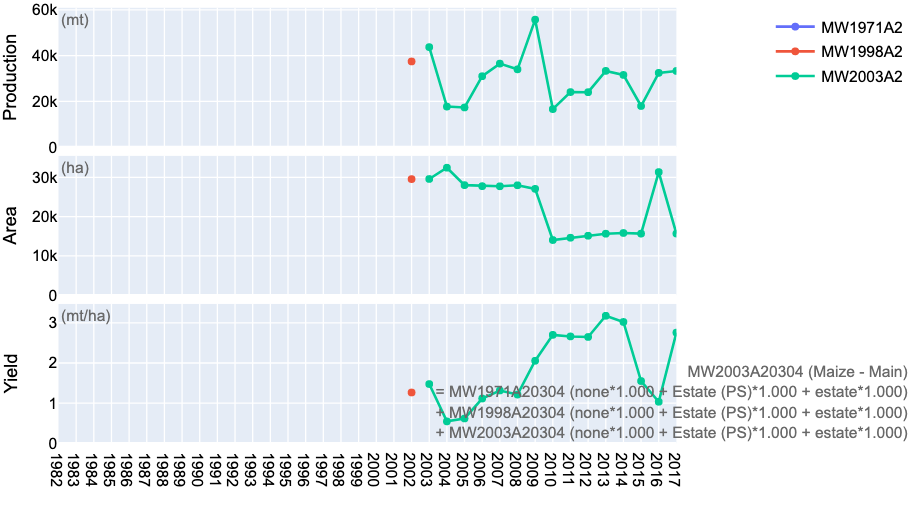 60k
(mt)
40k
20k
0
Production
MW1971A2
MW1998A2
MW2003A2
(ha)
30k
20k
10k
0
Area
(mt/ha)
3
2
1
0
Yield
MW2003A20304 (Maize - Main)
= MW1971A20304 (none*1.000 + Estate (PS)*1.000 + estate*1.000)
+ MW1998A20304 (none*1.000 + Estate (PS)*1.000 + estate*1.000)
+ MW2003A20304 (none*1.000 + Estate (PS)*1.000 + estate*1.000)
1982
1983
1984
1985
1986
1987
1988
1989
1990
1991
1992
1993
1994
1995
1996
1997
1998
1999
2000
2001
2002
2003
2004
2005
2006
2007
2008
2009
2010
2011
2012
2013
2014
2015
2016
2017